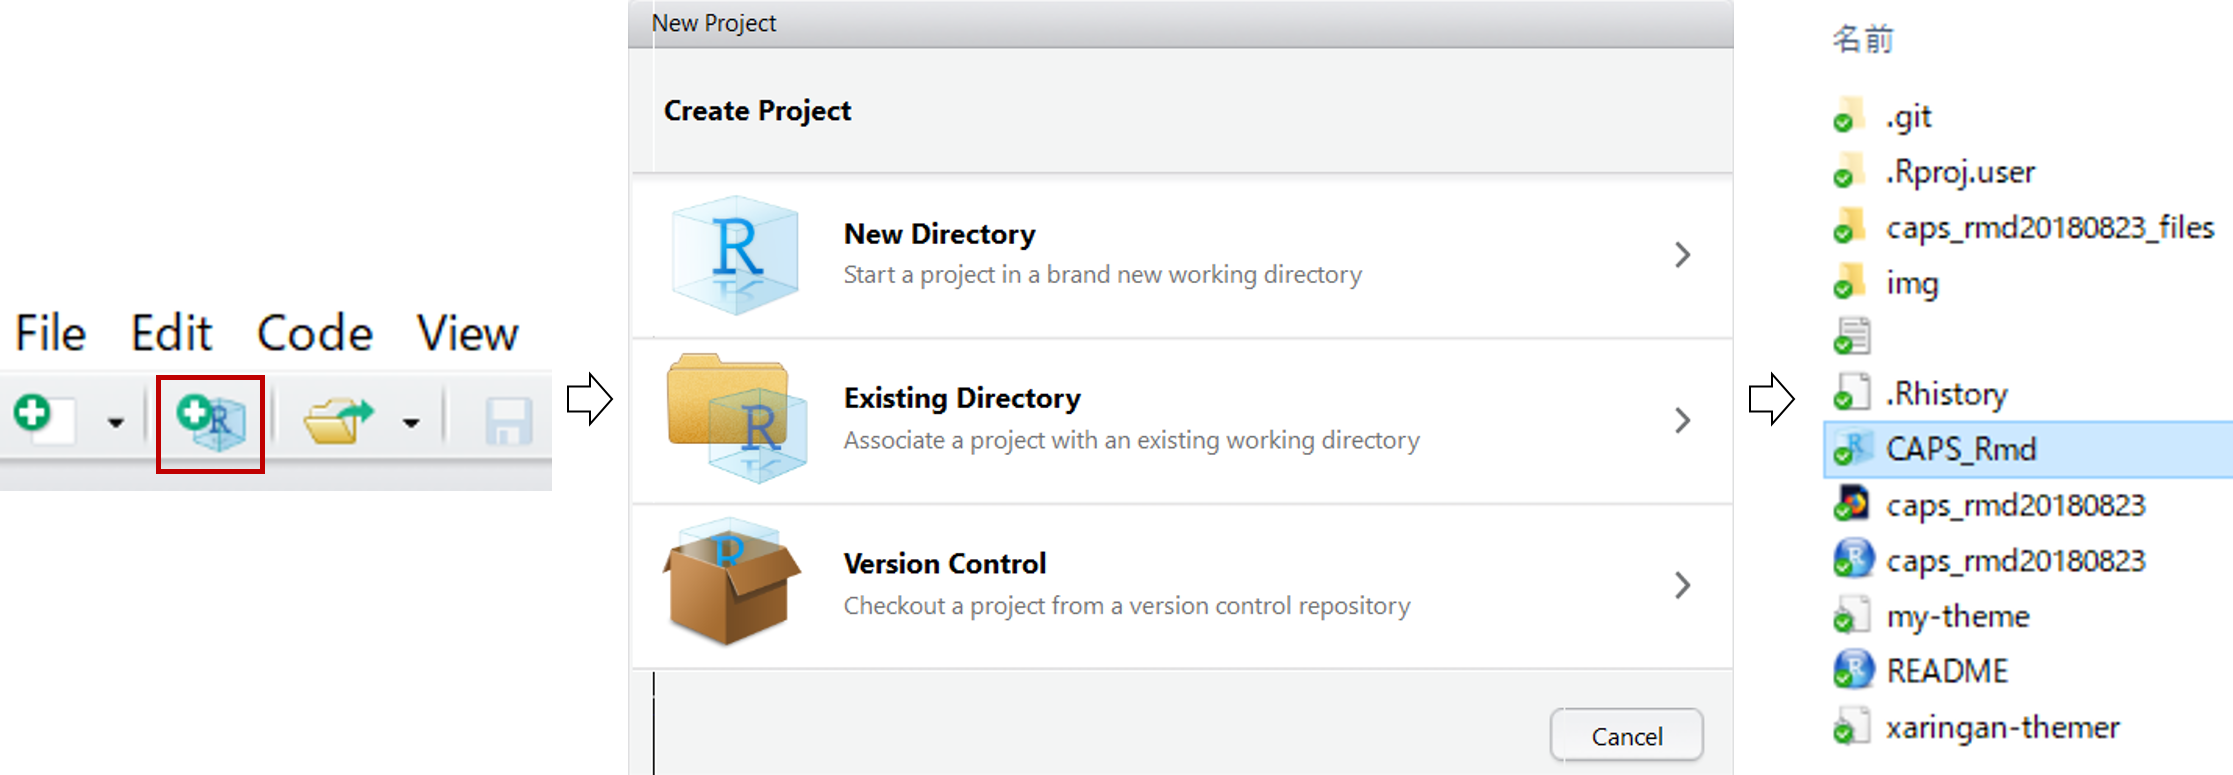 File Edit Code View
New Project
Create Project
New Directory
Start a project in a brand new working directory
Existing Directory
Associate a project with an existing working directory
Version Control
Checkout a project from a version control repository
Cancel
名前
.git
.Rproj.user
caps_rmd20180823_files
img
.Rhistory
CAPS_Rmd
caps_rmd20180823
caps_rmd20180823
my-theme
README
xaringan-themer